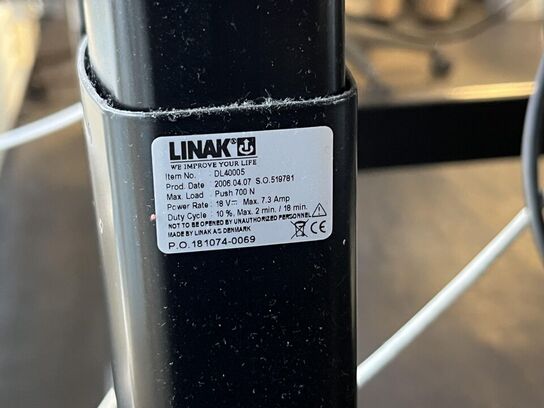 LINAK®
WE IMPROVE YOUR LIFE
Item No. : DL40005
Prod. Date : 2006.04.07 S.O.519781
Max. Load : Push 700 N
Power Rate : 18 V⎓ Max. 7.3 Amp
Duty Cycle : 10 %, Max. 2 min. / 18 min.
NOT TO BE OPENED BY UNAUTHORIZED PERSONNEL
MADE BY LINAK A/S DENMARK
P.O.181074-0069
CE